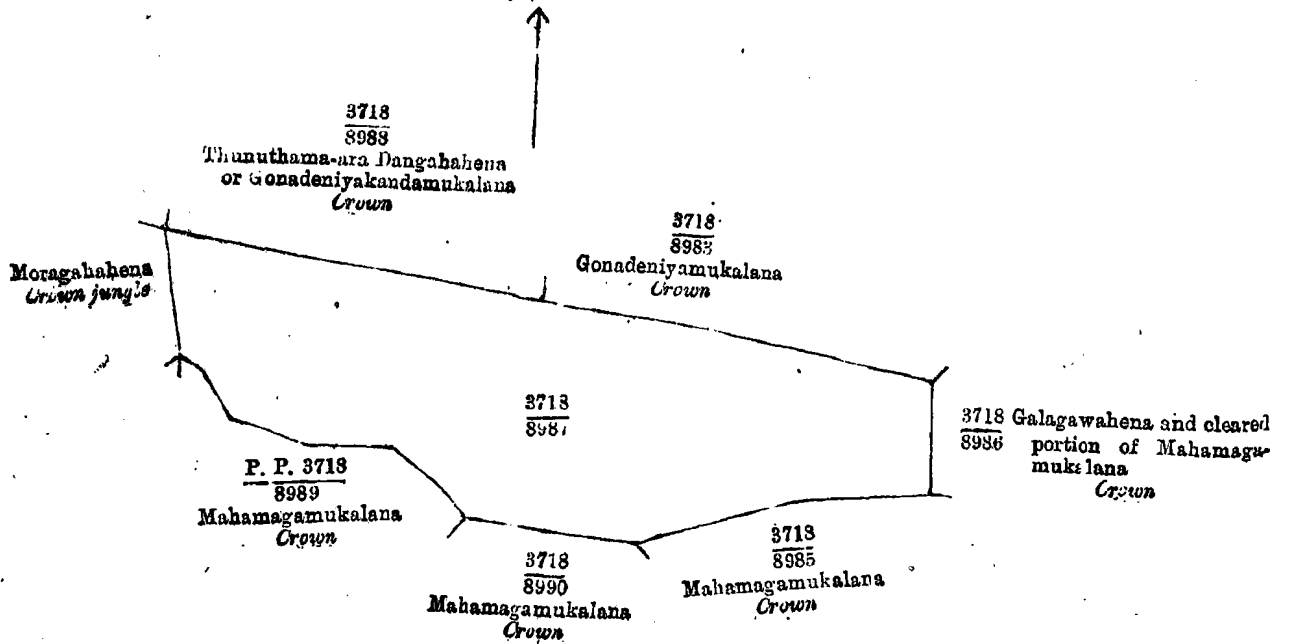 3718
8988
Thunuthama-ara Dangahahena
or Gonadeniyakandamukalana
Crown
3718
8983
Gonadeniyamukalana
Crown
Moragahahena
Crown jungle
3718
8987
3718 Galagawahena and cleared
8986 portion of Mahamaga-
mukalana
Crown
P. P. 3718
8989
Mahamagamukalana
Crown
3718
8985
Mahamagamukalana
Crown
3718
8990
Mahamagamukalana
Crown